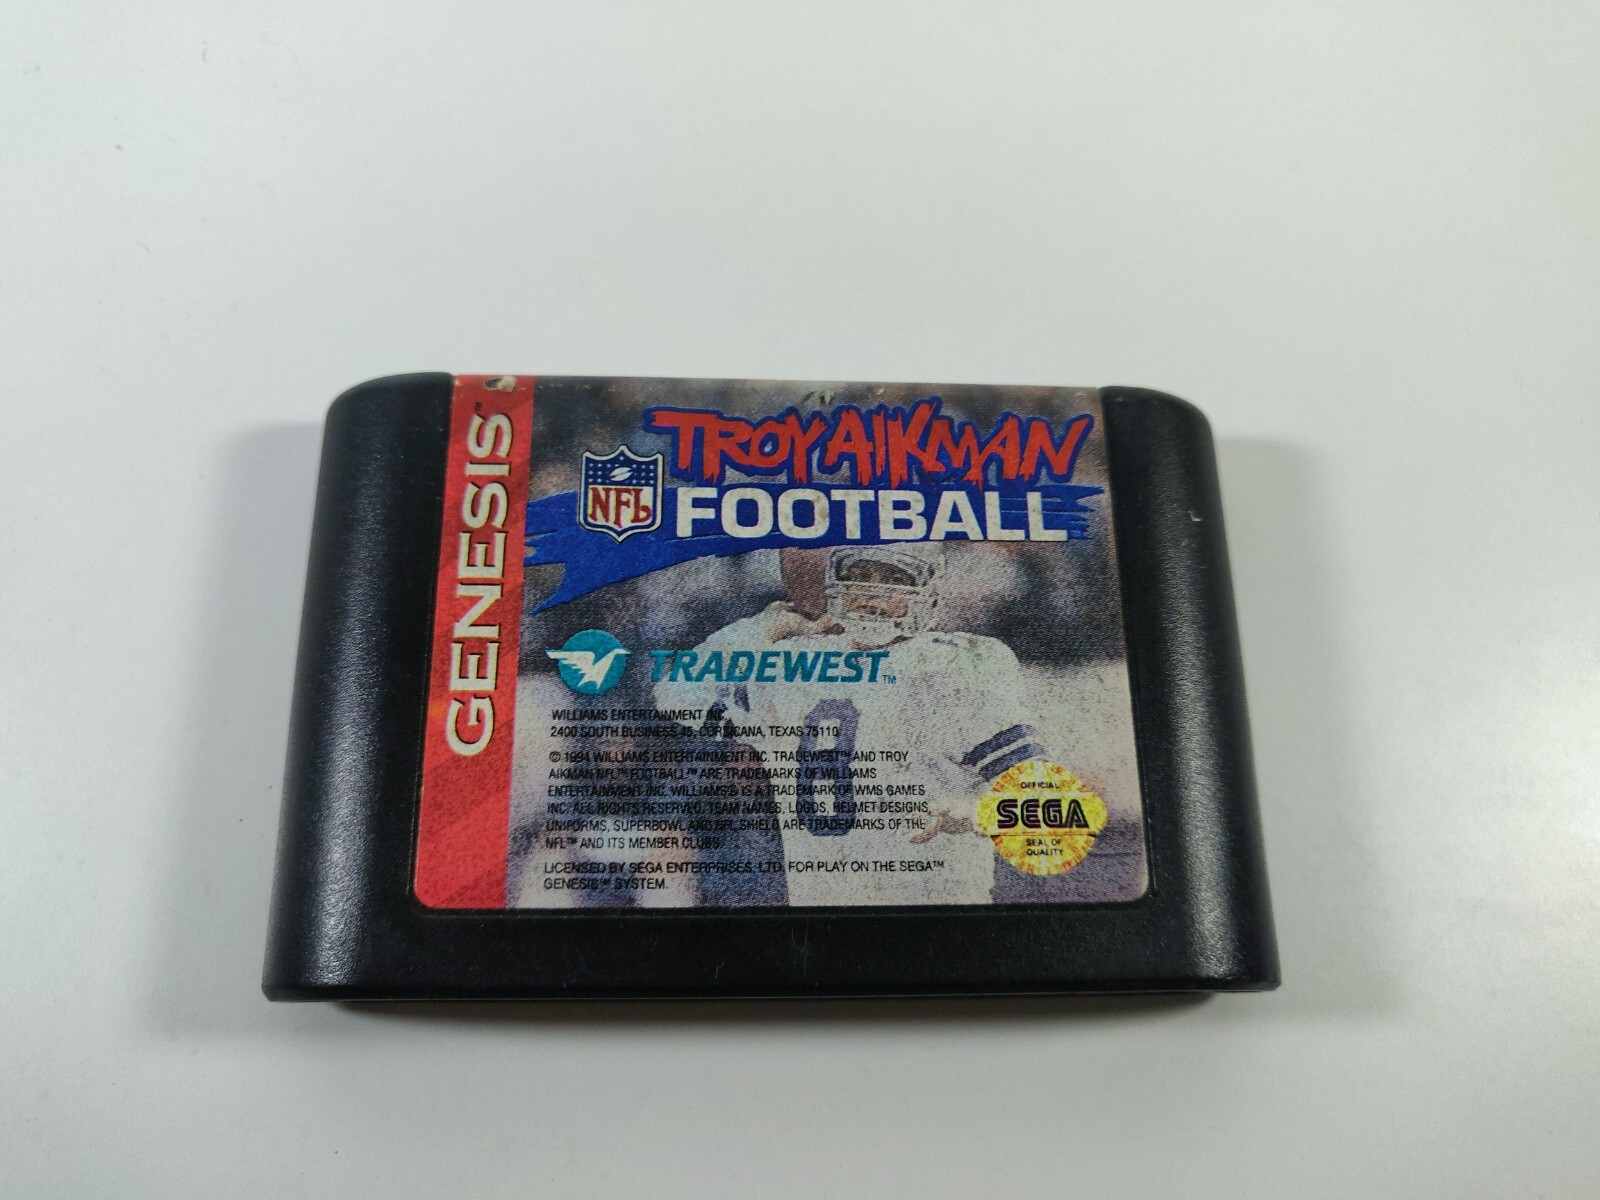 GENESIS™
TROY AIKMAN
NFL
FOOTBALL
TRADEWEST™
8
WILLIAMS ENTERTAINMENT INC.
2400 SOUTH BUSINESS 45, CORSICANA, TEXAS 75110
© 1994 WILLIAMS ENTERTAINMENT INC. TRADEWEST™ AND TROY
AIKMAN NFL™ FOOTBALL™ ARE TRADEMARKS OF WILLIAMS
ENTERTAINMENT INC. WILLIAMS® IS A TRADEMARK OF WMS GAMES
INC. ALL RIGHTS RESERVED. TEAM NAMES, LOGOS, HELMET DESIGNS,
UNIFORMS, SUPERBOWL AND NFL SHIELD ARE TRADEMARKS OF THE
NFL™ AND ITS MEMBER CLUBS.
LICENSED BY SEGA ENTERPRISES, LTD. FOR PLAY ON THE SEGA™
GENESIS™ SYSTEM.
OFFICIAL
SEGA
SEAL OF
QUALITY